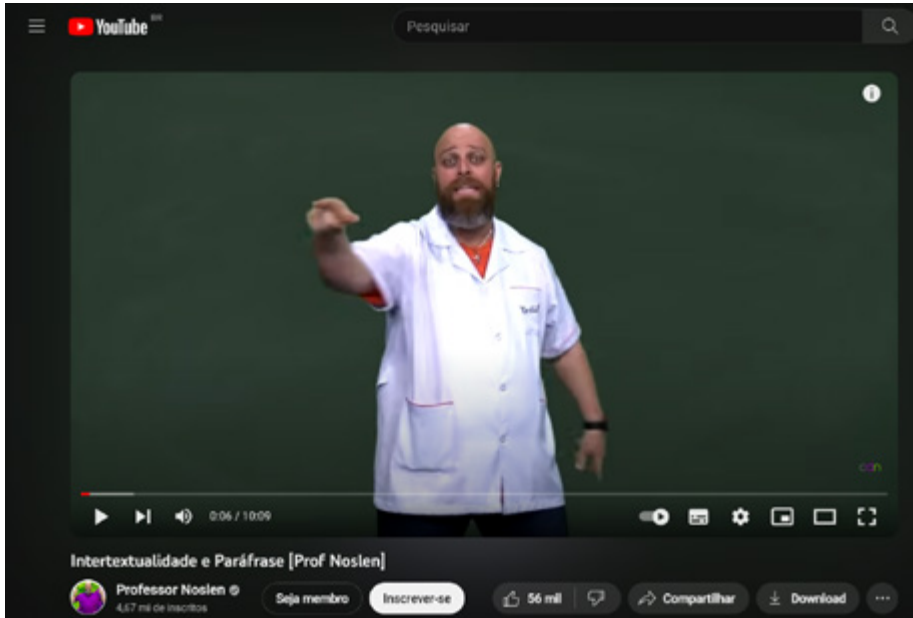 YouTube BR
Pesquisar
0:06 / 10:09
Intertextualidade e Paráfrase [Prof Noslen]
Professor Noslen
4,67 mi de inscritos
Seja membro
Inscrever-se
56 mil
Compartilhar
Download